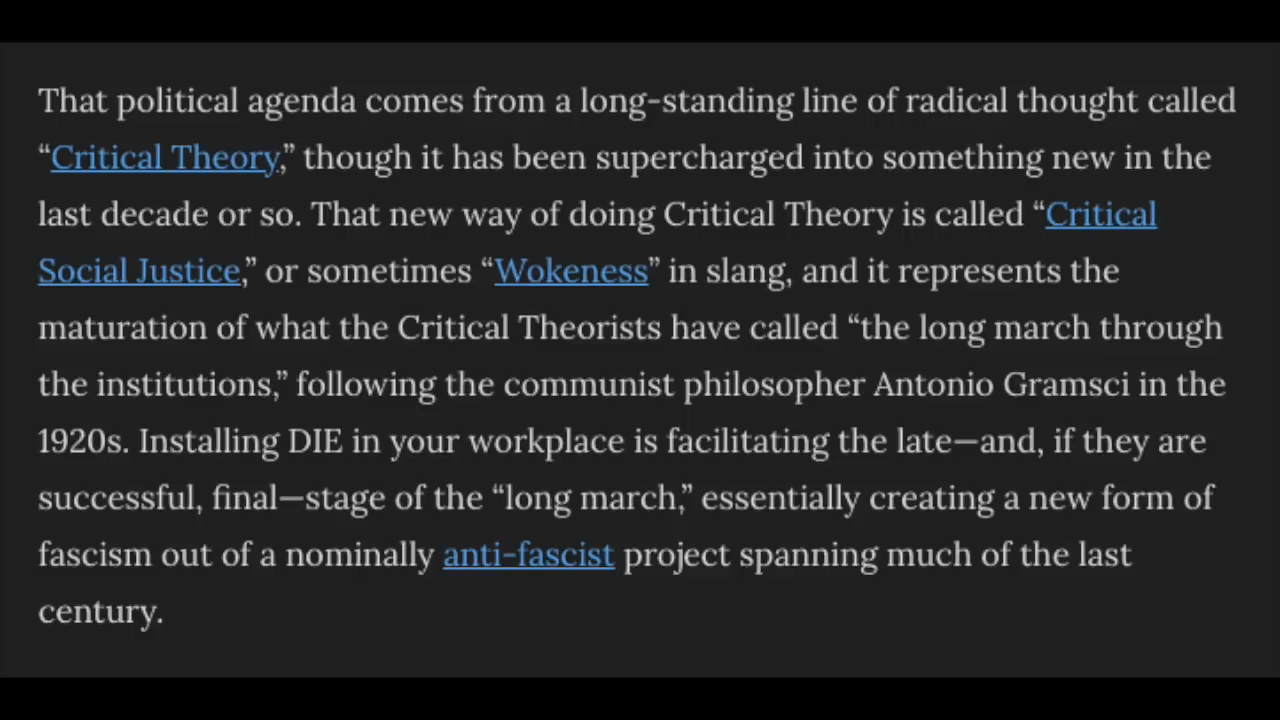 That political agenda comes from a long-standing line of radical thought called
“Critical Theory,” though it has been supercharged into something new in the
last decade or so. That new way of doing Critical Theory is called “Critical
Social Justice,” or sometimes “Wokeness” in slang, and it represents the
maturation of what the Critical Theorists have called “the long march through
the institutions,” following the communist philosopher Antonio Gramsci in the
1920s. Installing DIE in your workplace is facilitating the late—and, if they are
successful, final—stage of the “long march,” essentially creating a new form of
fascism out of a nominally anti-fascist project spanning much of the last
century.